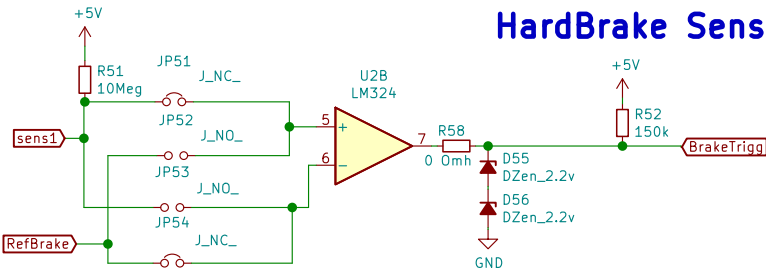 HardBrake Sens
+5V
R51
10Meg
JP51
J_NC_
JP52
J_NO_
JP53
J_NO_
JP54
J_NC_
sens1
RefBrake
U2B
LM324
5
+
6
−
7
R58
0 Omh
D55
DZen_2.2v
D56
DZen_2.2v
GND
+5V
R52
150k
BrakeTrigg